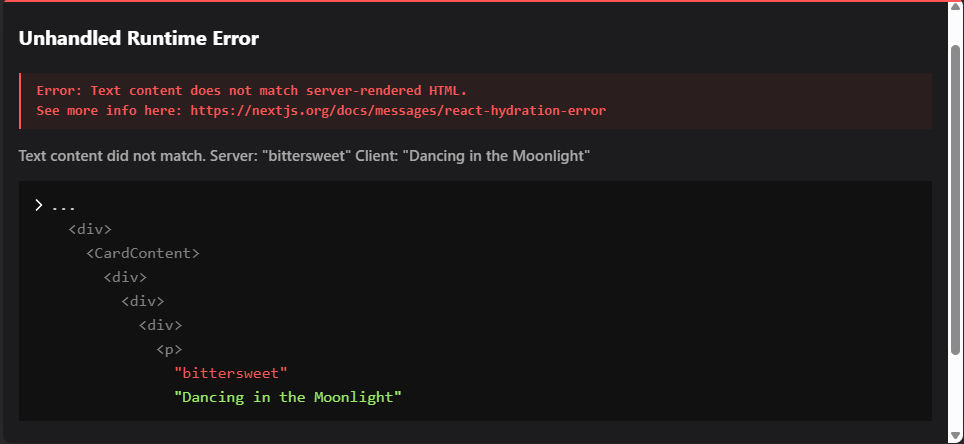 Unhandled Runtime Error
Error: Text content does not match server-rendered HTML.
See more info here: https://nextjs.org/docs/messages/react-hydration-error
Text content did not match. Server: "bittersweet" Client: "Dancing in the Moonlight"
...
<div>
<CardContent>
<div>
<div>
<div>
<p>
"bittersweet"
"Dancing in the Moonlight"